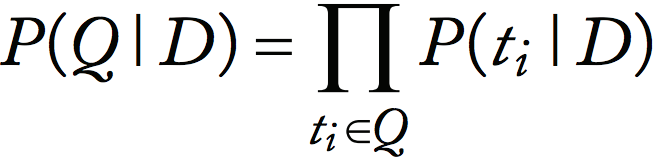 P(Q | D) = ∏ P(t_i | D)
t_i ∈ Q